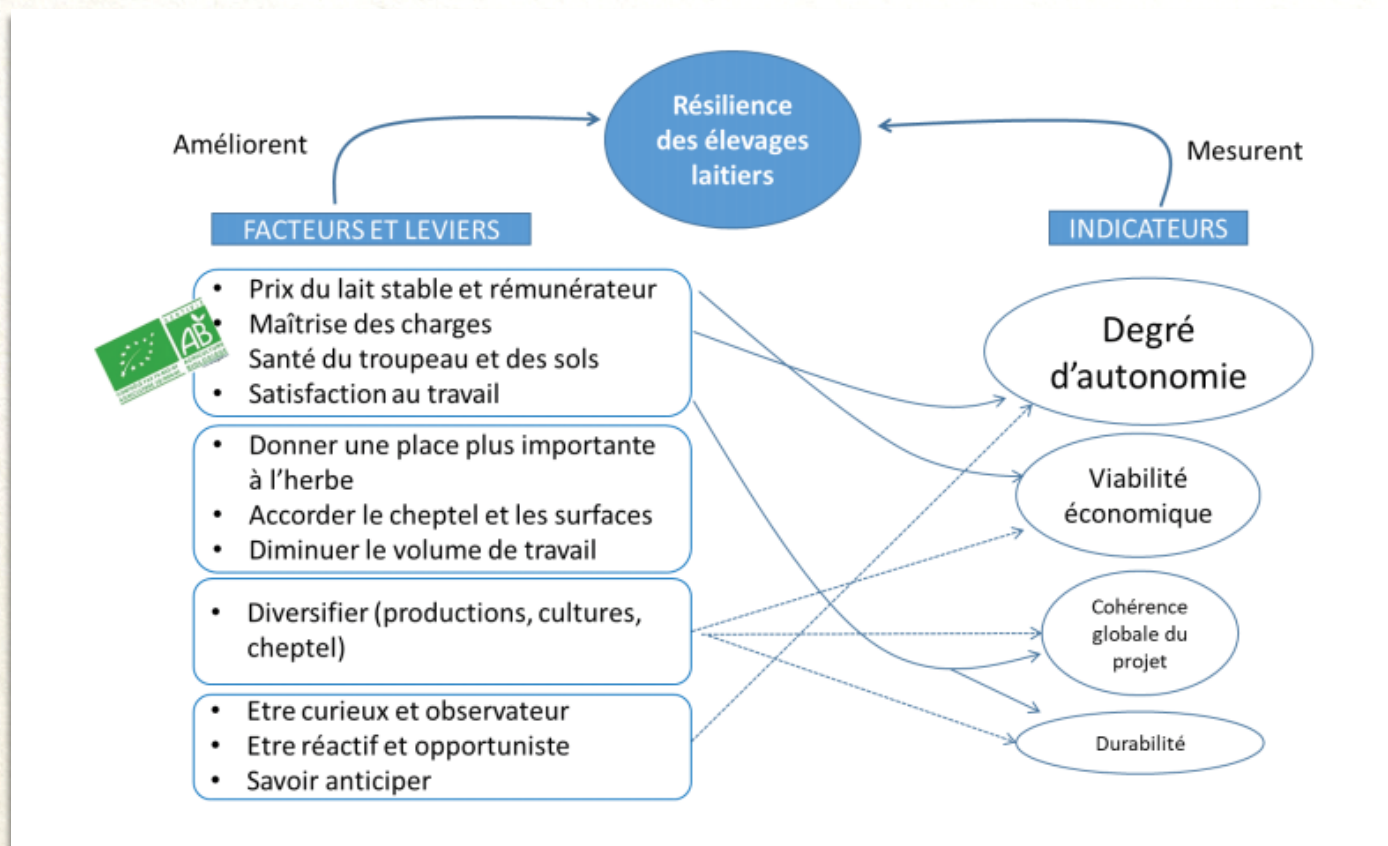 Résilience
des élevages
laitiers
Améliorent
Mesurent
FACTEURS ET LEVIERS
INDICATEURS
• Prix du lait stable et rémunérateur
• Maîtrise des charges
Santé du troupeau et des sols
• Satisfaction au travail
AB
• Donner une place plus importante
à l’herbe
• Accorder le cheptel et les surfaces
• Diminuer le volume de travail
• Diversifier (productions, cultures,
cheptel)
• Etre curieux et observateur
• Etre réactif et opportuniste
• Savoir anticiper
Degré
d’autonomie
Viabilité
économique
Cohérence
globale du
projet
Durabilité